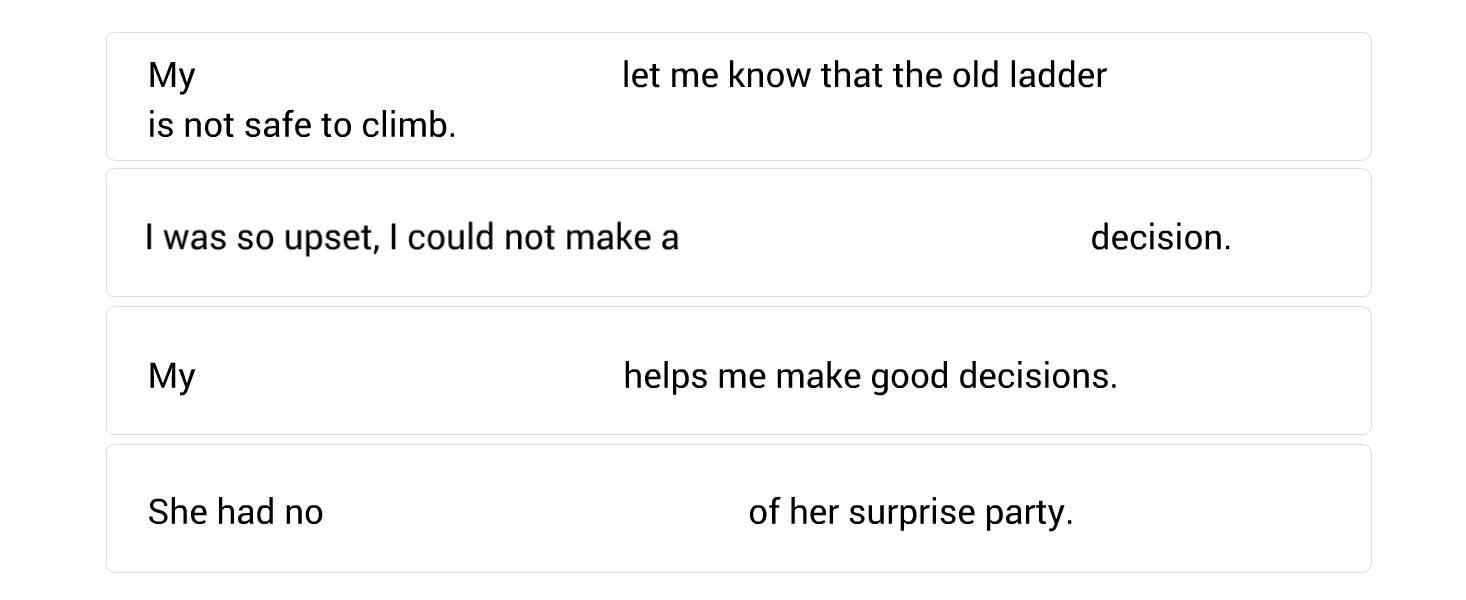 My let me know that the old ladder
is not safe to climb.
I was so upset, I could not make a decision.
My helps me make good decisions.
She had no of her surprise party.